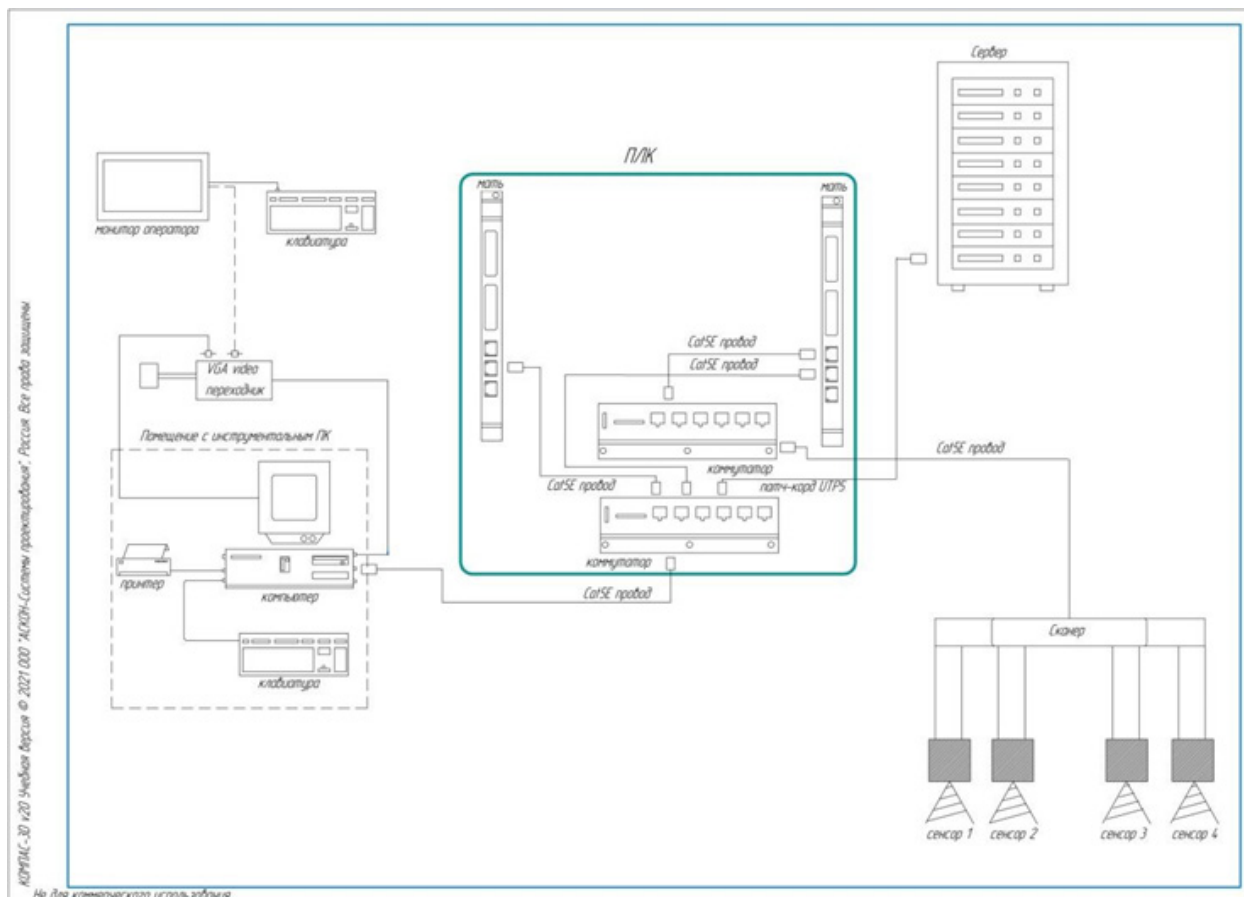 Сервер
ПЛК
мать
мать
монитор оператора
клавиатура
Cat5E провод
Cat5E провод
VGA video
переходник
Помещение с инструментальным ПК
коммутатор
Cat5E провод
Cat5E провод
патч-корд UTP5
коммутатор
принтер
компьютер
Cat5E провод
клавиатура
Сканер
сенсор 1
сенсор 2
сенсор 3
сенсор 4
КОМПАС-3D v20 Учебная версия © 2021 ООО "АСКОН-Системы проектирования", Россия. Все права защищены
Не для коммерческого использования